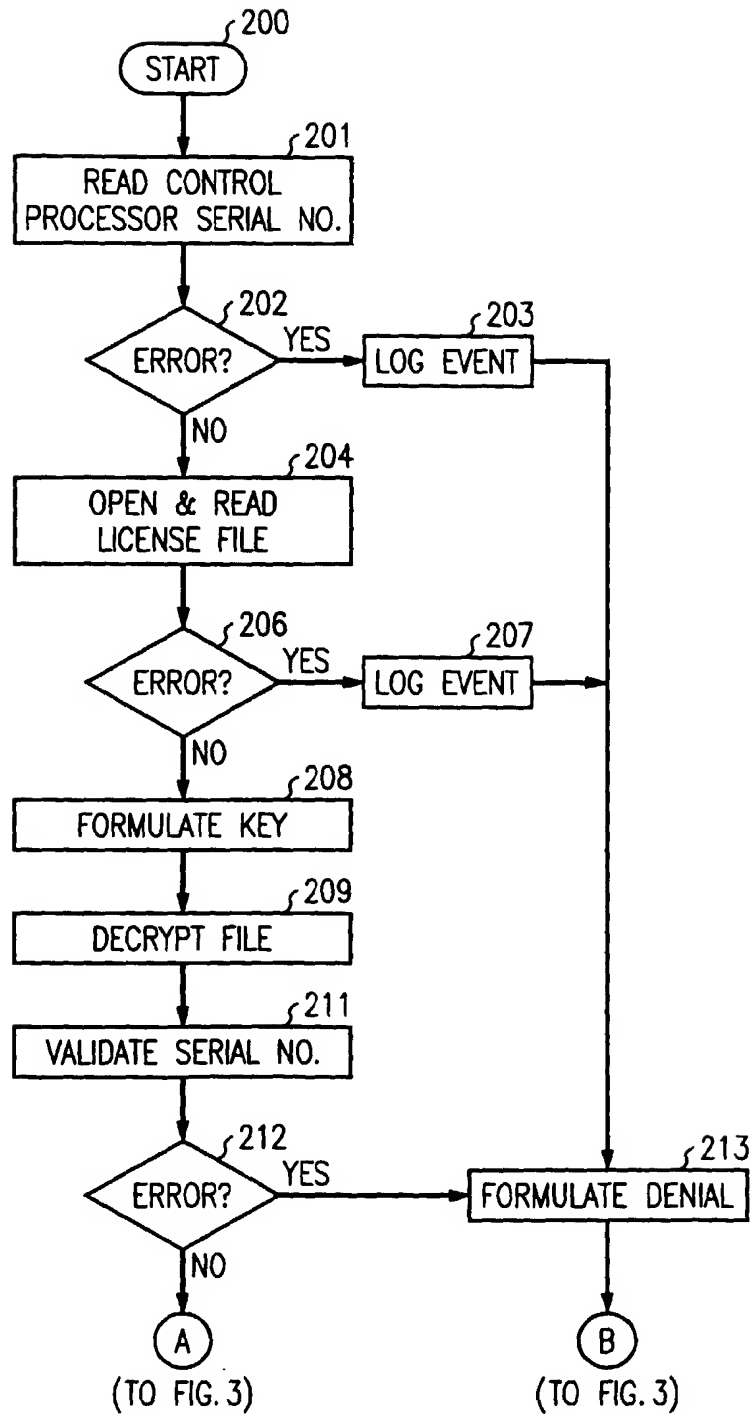 200
START
201
READ CONTROL
PROCESSOR SERIAL NO.
202
ERROR?
YES
203
LOG EVENT
NO
204
OPEN & READ
LICENSE FILE
206
ERROR?
YES
207
LOG EVENT
NO
208
FORMULATE KEY
209
DECRYPT FILE
211
VALIDATE SERIAL NO.
212
ERROR?
YES
213
FORMULATE DENIAL
NO
A
(TO FIG. 3)
B
(TO FIG. 3)